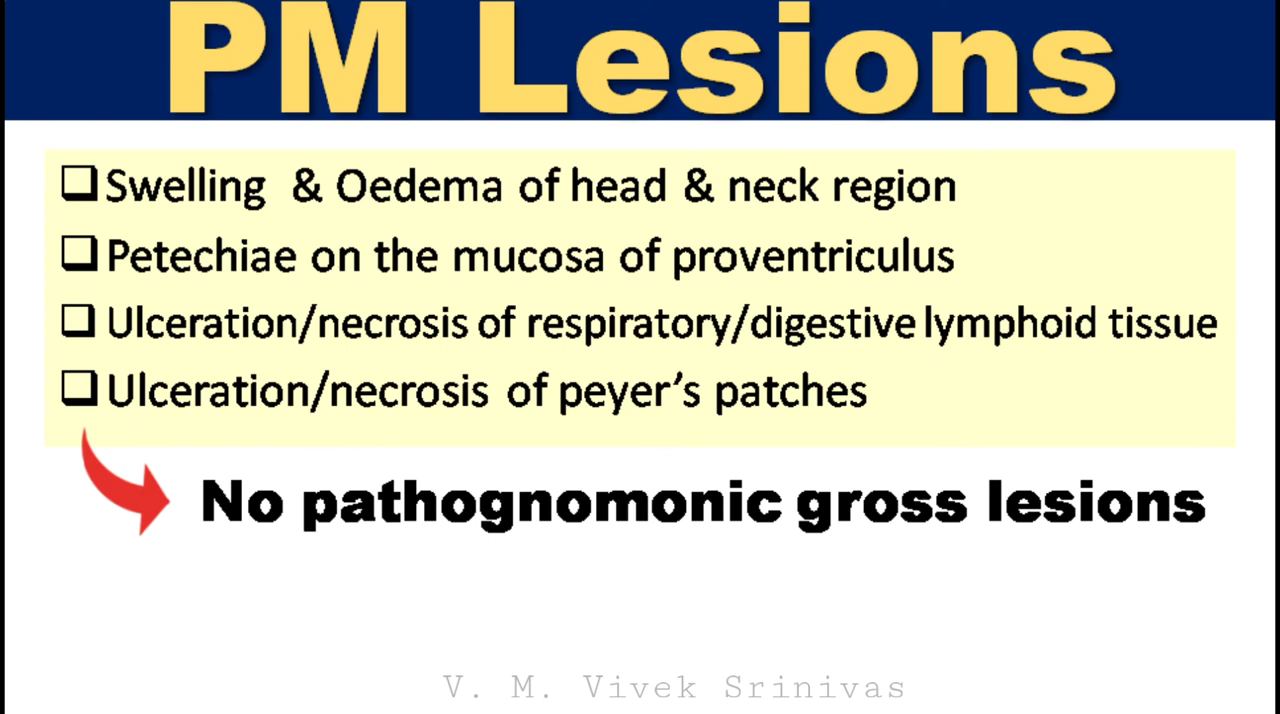 PM Lesions
Swelling & Oedema of head & neck region
Petechiae on the mucosa of proventriculus
Ulceration/necrosis of respiratory/digestive lymphoid tissue
Ulceration/necrosis of peyer's patches
No pathognomonic gross lesions
V. M. Vivek Srinivas